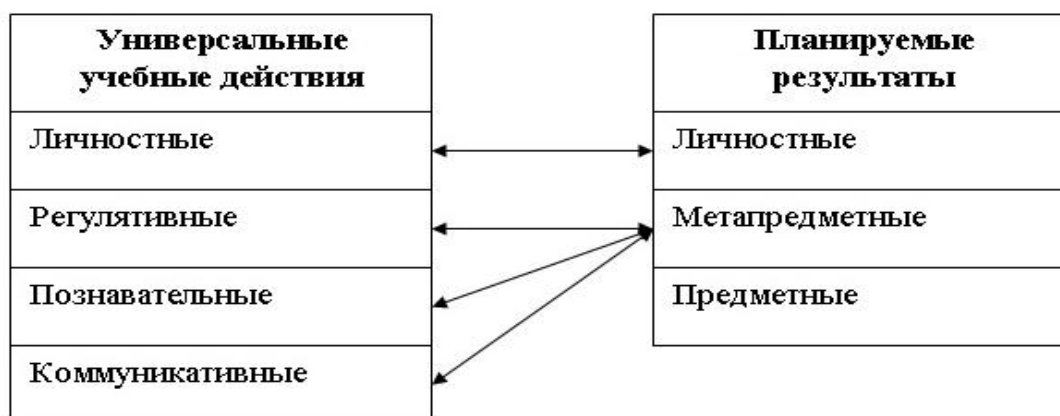 Универсальные
учебные действия
Личностные
Регулятивные
Познавательные
Коммуникативные
Планируемые
результаты
Личностные
Метапредметные
Предметные